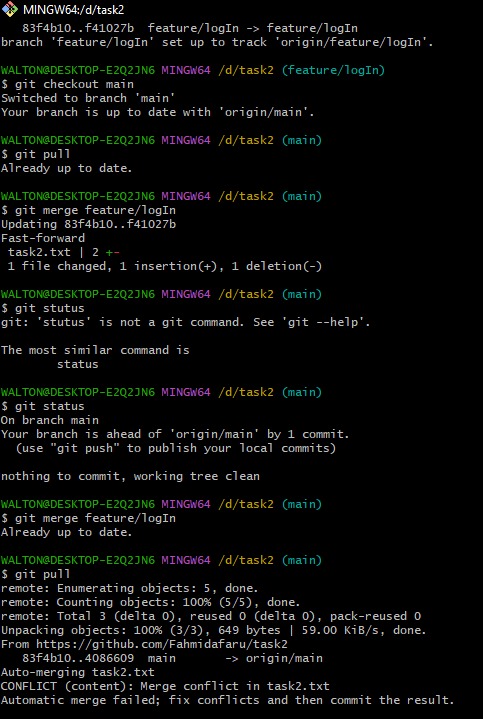 MINGW64:/d/task2
83f4b10..f41027b  feature/logIn -> feature/logIn
branch 'feature/logIn' set up to track 'origin/feature/logIn'.
WALTON@DESKTOP-E2Q2JN6 MINGW64 /d/task2 (feature/logIn)
$ git checkout main
Switched to branch 'main'
Your branch is up to date with 'origin/main'.
WALTON@DESKTOP-E2Q2JN6 MINGW64 /d/task2 (main)
$ git pull
Already up to date.
WALTON@DESKTOP-E2Q2JN6 MINGW64 /d/task2 (main)
$ git merge feature/logIn
Updating 83f4b10..f41027b
Fast-forward
task2.txt | 2 +-
1 file changed, 1 insertion(+), 1 deletion(-)
WALTON@DESKTOP-E2Q2JN6 MINGW64 /d/task2 (main)
$ git stutus
git: 'stutus' is not a git command. See 'git --help'.
The most similar command is
status
WALTON@DESKTOP-E2Q2JN6 MINGW64 /d/task2 (main)
$ git status
On branch main
Your branch is ahead of 'origin/main' by 1 commit.
(use "git push" to publish your local commits)
nothing to commit, working tree clean
WALTON@DESKTOP-E2Q2JN6 MINGW64 /d/task2 (main)
$ git merge feature/logIn
Already up to date.
WALTON@DESKTOP-E2Q2JN6 MINGW64 /d/task2 (main)
$ git pull
remote: Enumerating objects: 5, done.
remote: Counting objects: 100% (5/5), done.
remote: Total 3 (delta 0), reused 0 (delta 0), pack-reused 0
Unpacking objects: 100% (3/3), 649 bytes | 59.00 KiB/s, done.
From https://github.com/Fahmidafaru/task2
83f4b10..4086609  main       -> origin/main
Auto-merging task2.txt
CONFLICT (content): Merge conflict in task2.txt
Automatic merge failed; fix conflicts and then commit the result.